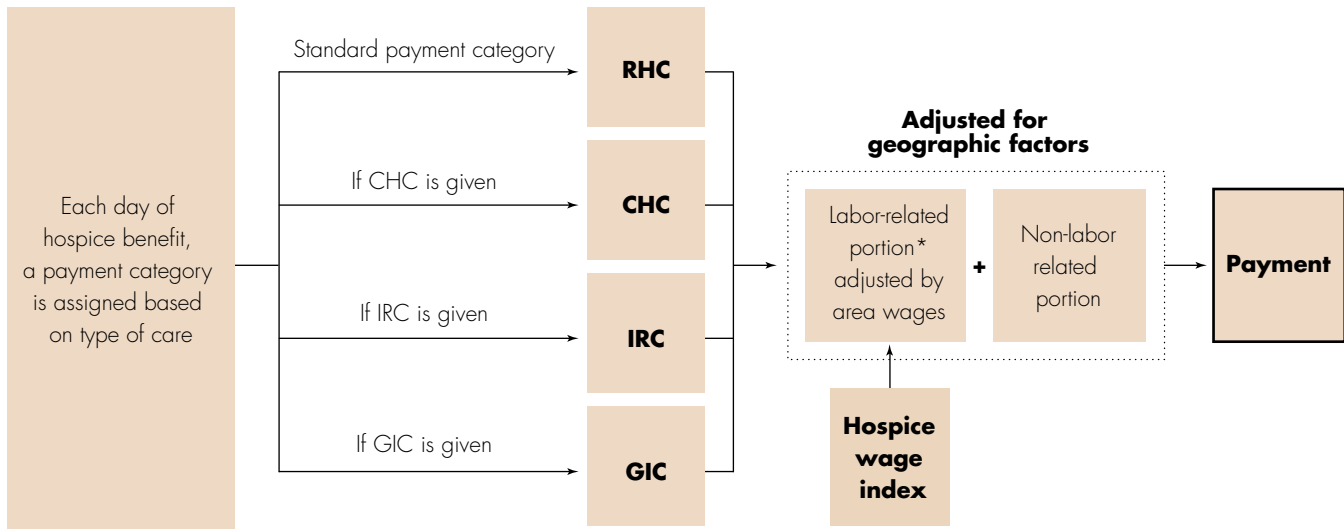 Each day of
hospice benefit,
a payment category
is assigned based
on type of care
Standard payment category
RHC
If CHC is given
CHC
If IRC is given
IRC
If GIC is given
GIC
Adjusted for
geographic factors
Labor-related
portion*
adjusted by
area wages
+
Non-labor
related
portion
Hospice
wage
index
Payment